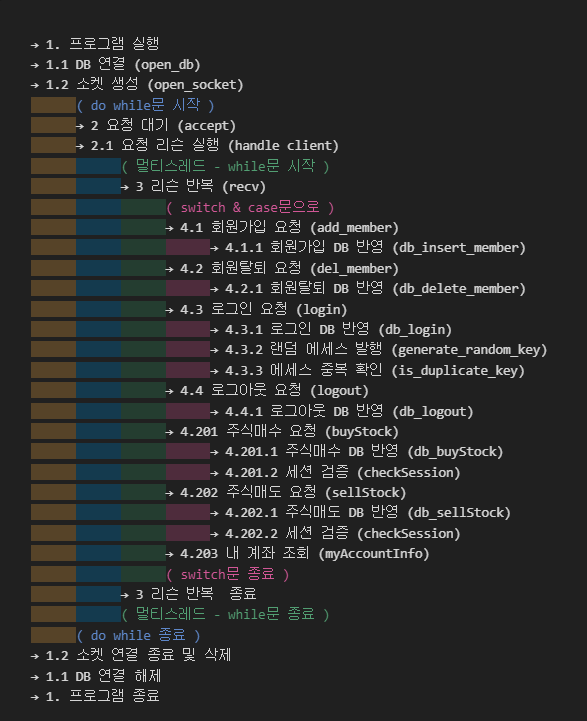 → 1. 프로그램 실행
→ 1.1 DB 연결 (open_db)
→ 1.2 소켓 생성 (open_socket)
( do while문 시작 )
→ 2 요청 대기 (accept)
→ 2.1 요청 리슨 실행 (handle client)
( 멀티스레드 - while문 시작 )
→ 3 리슨 반복 (recv)
( switch & case문으로 )
→ 4.1 회원가입 요청 (add_member)
→ 4.1.1 회원가입 DB 반영 (db_insert_member)
→ 4.2 회원탈퇴 요청 (del_member)
→ 4.2.1 회원탈퇴 DB 반영 (db_delete_member)
→ 4.3 로그인 요청 (login)
→ 4.3.1 로그인 DB 반영 (db_login)
→ 4.3.2 랜덤 에세스 발행 (generate_random_key)
→ 4.3.3 에세스 중복 확인 (is_duplicate_key)
→ 4.4 로그아웃 요청 (logout)
→ 4.4.1 로그아웃 DB 반영 (db_logout)
→ 4.201 주식매수 요청 (buyStock)
→ 4.201.1 주식매수 DB 반영 (db_buyStock)
→ 4.201.2 세션 검증 (checkSession)
→ 4.202 주식매도 요청 (sellStock)
→ 4.202.1 주식매도 DB 반영 (db_sellStock)
→ 4.202.2 세션 검증 (checkSession)
→ 4.203 내 계좌 조회 (myAccountInfo)
( switch문 종료 )
→ 3 리슨 반복  종료
( 멀티스레드 - while문 종료 )
( do while 종료 )
→ 1.2 소켓 연결 종료 및 삭제
→ 1.1 DB 연결 해제
→ 1. 프로그램 종료